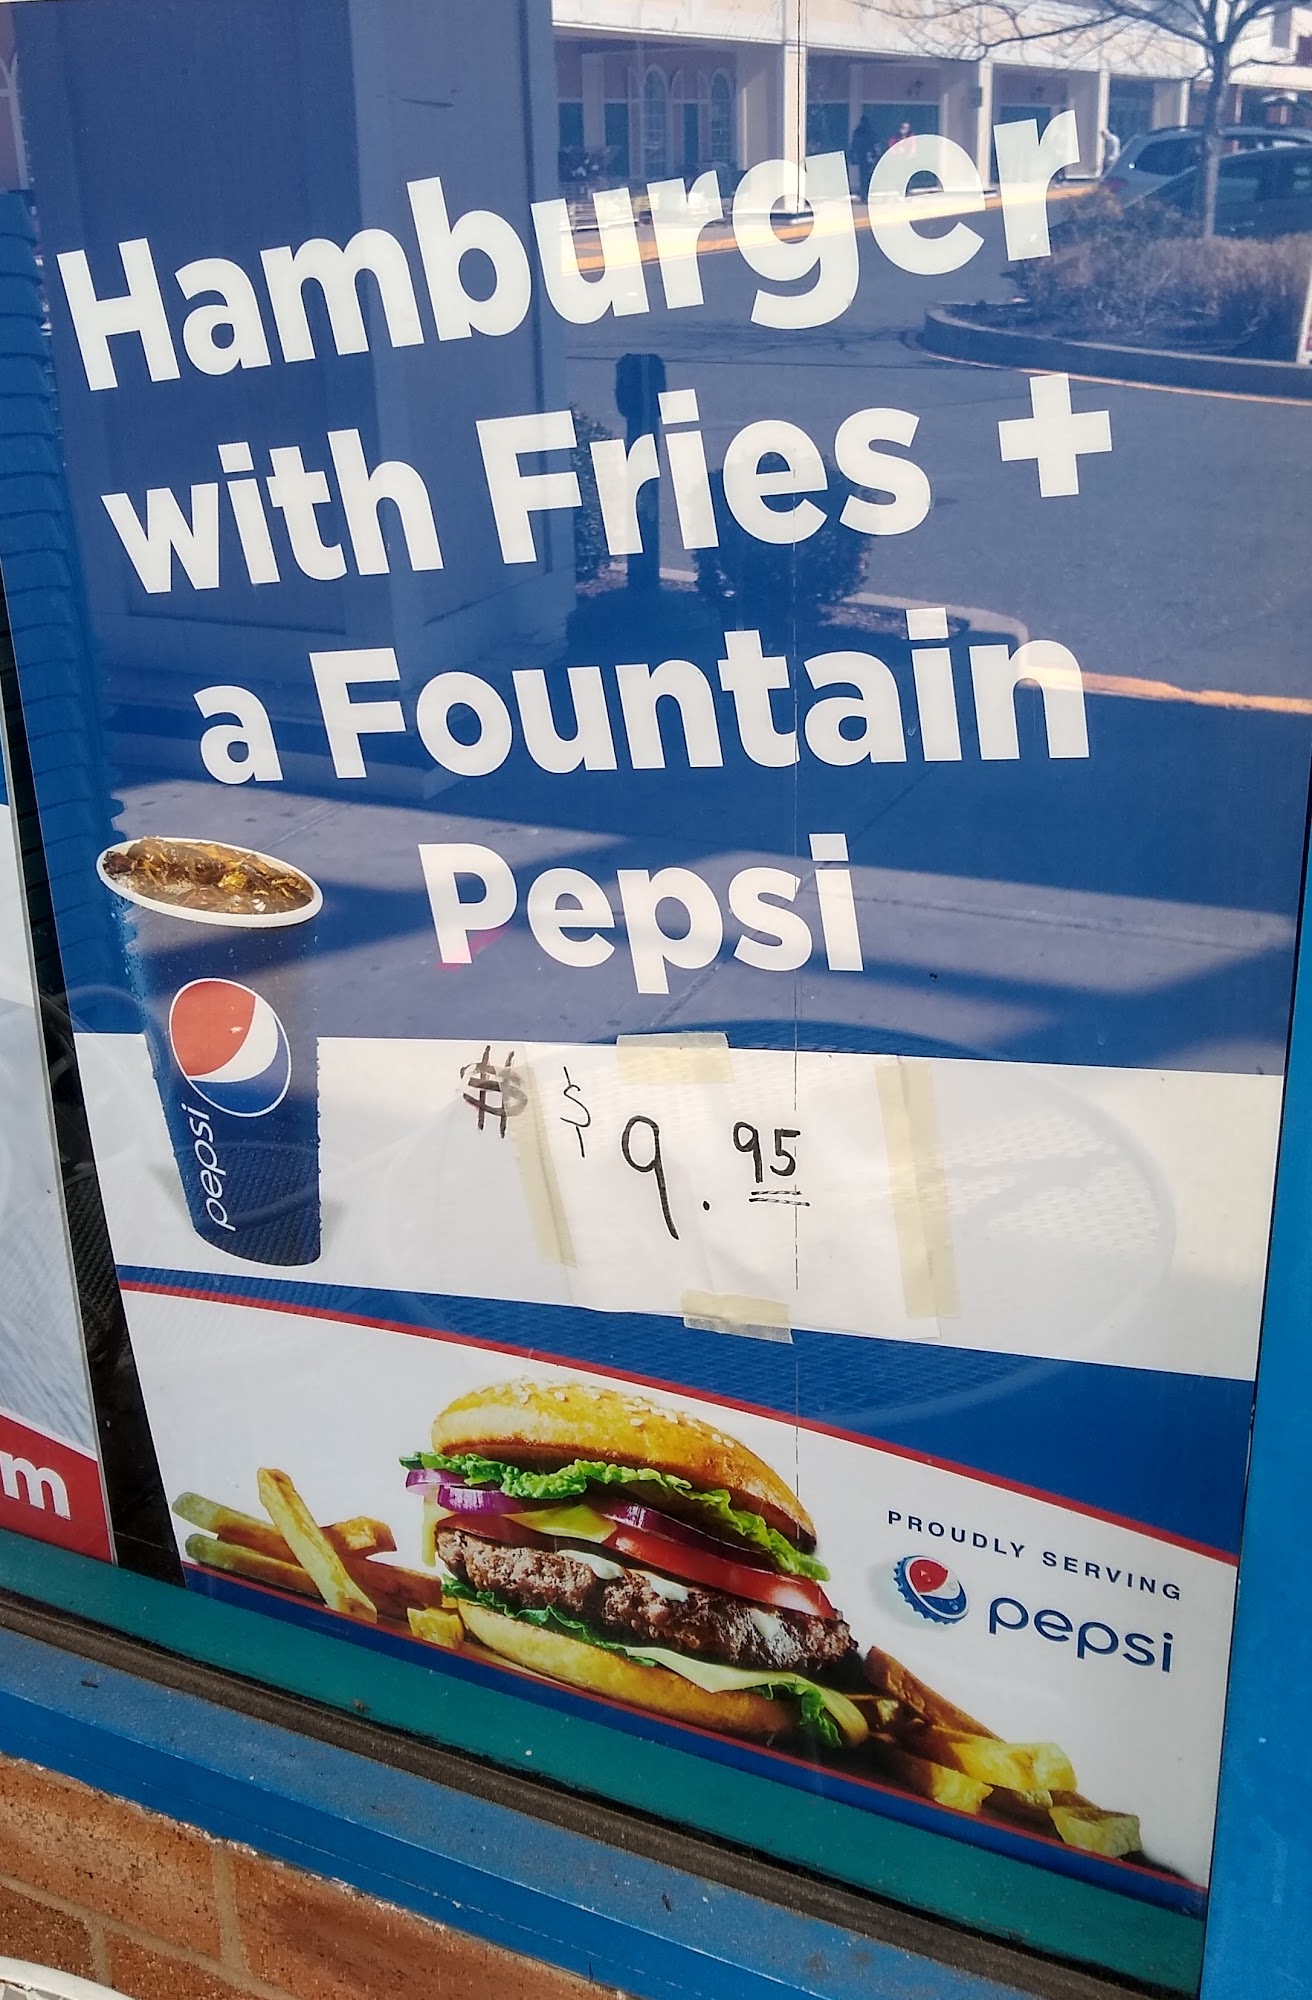 Hamburger
with Fries +
a Fountain
Pepsi
pepsi
$ 9.95
PROUDLY SERVING
pepsi
m